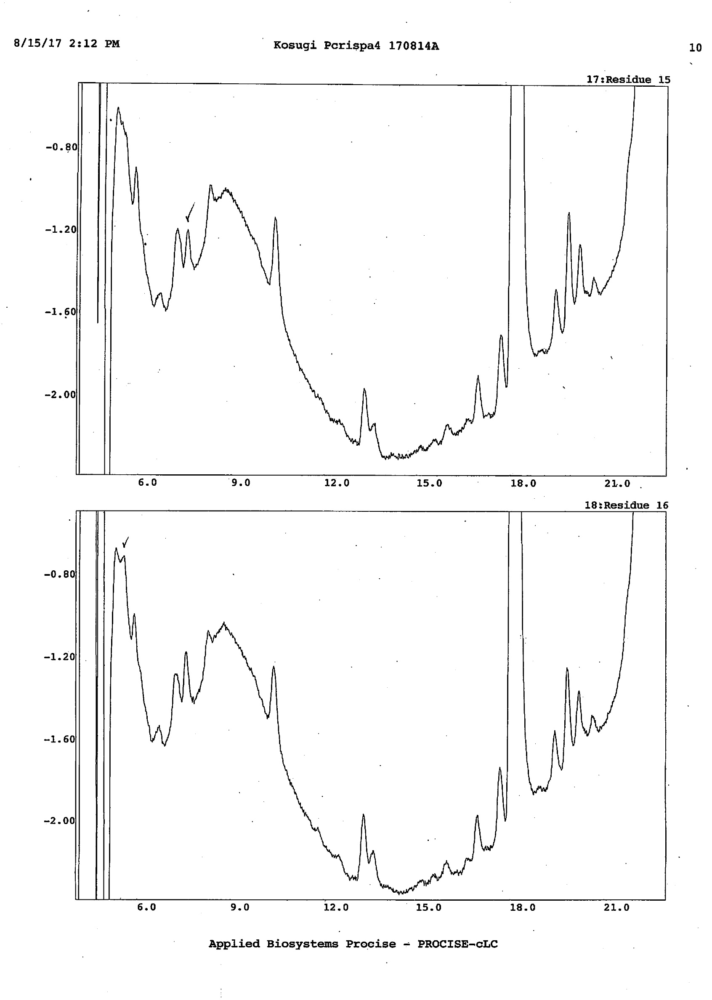 8/15/17 2:12 PM Kosugi Pcrispa4 170814A 10
17:Residue 15
-0.80
-1.20
-1.60
-2.00
6.0 9.0 12.0 15.0 18.0 21.0
18:Residue 16
-0.80
-1.20
-1.60
-2.00
6.0 9.0 12.0 15.0 18.0 21.0
Applied Biosystems Procise - PROCISE-cLC